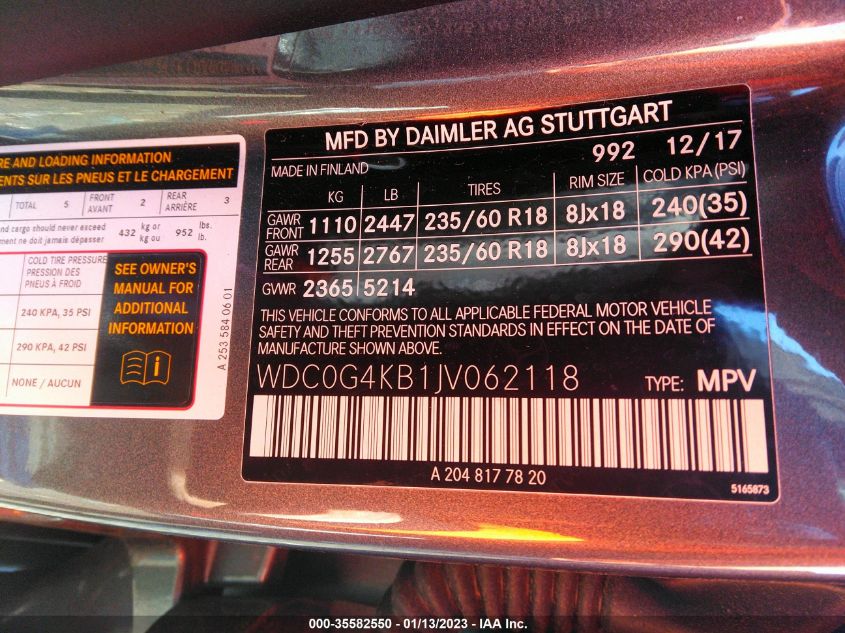 RE AND LOADING INFORMATION
ENTS SUR LES PNEUS ET LE CHARGEMENT
TOTAL 5 FRONT AVANT 2 REAR ARRIÈRE 3
nd cargo should never exceed 432 kg or 952 lbs.
ment ne doit jamais dépasser kg ou lb.
COLD TIRE PRESSURE
PRESSION DES
PNEUS À FROID
240 KPA, 35 PSI
290 KPA, 42 PSI
NONE / AUCUN
SEE OWNER'S
MANUAL FOR
ADDITIONAL
INFORMATION
A 253 584 06 01
MFD BY DAIMLER AG STUTTGART
MADE IN FINLAND 992 12/17
KG LB TIRES RIM SIZE COLD KPA (PSI)
GAWR FRONT 1110 2447 235/60 R18 8Jx18 240(35)
GAWR REAR 1255 2767 235/60 R18 8Jx18 290(42)
GVWR 2365 5214
THIS VEHICLE CONFORMS TO ALL APPLICABLE FEDERAL MOTOR VEHICLE
SAFETY AND THEFT PREVENTION STANDARDS IN EFFECT ON THE DATE OF
MANUFACTURE SHOWN ABOVE.
WDC0G4KB1JV062118 TYPE: MPV
A 204 817 78 20
5165873
000-35582550 - 01/13/2023 - IAA Inc.